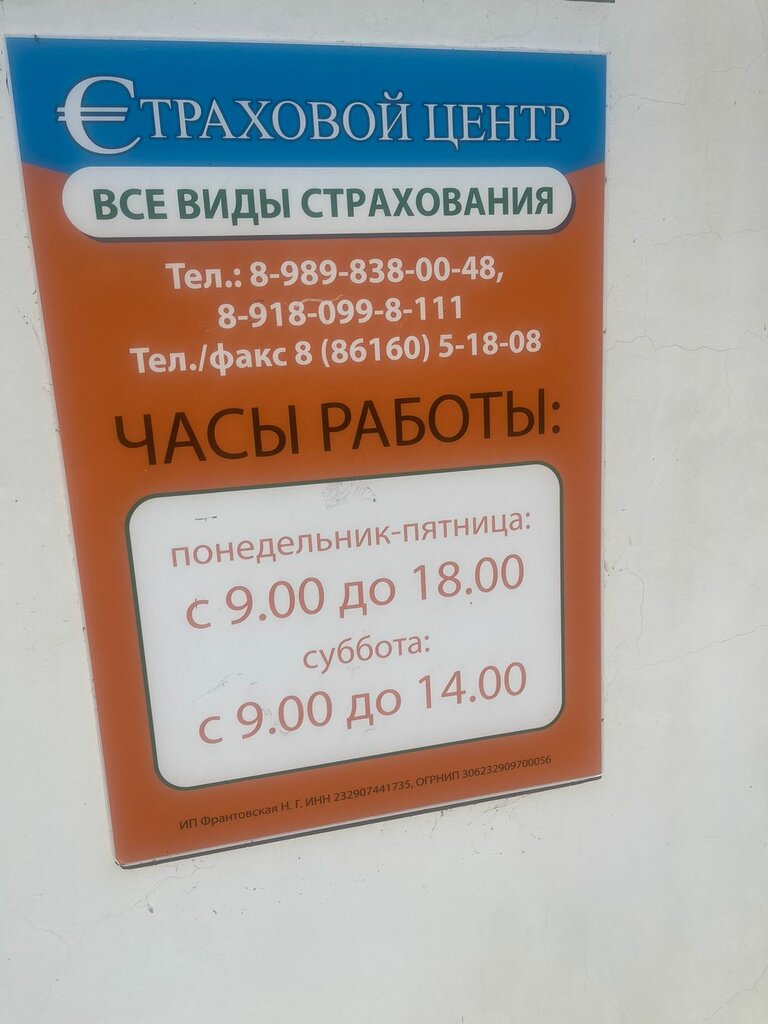 €ТРАХОВОЙ ЦЕНТР
ВСЕ ВИДЫ СТРАХОВАНИЯ
Тел.: 8-989-838-00-48,
8-918-099-8-111
Тел./факс 8 (86160) 5-18-08
ЧАСЫ РАБОТЫ:
понедельник-пятница:
с 9.00 до 18.00
суббота:
с 9.00 до 14.00
ИП Франтовская Н. Г. ИНН 232907441735, ОГРНИП 306232909700056